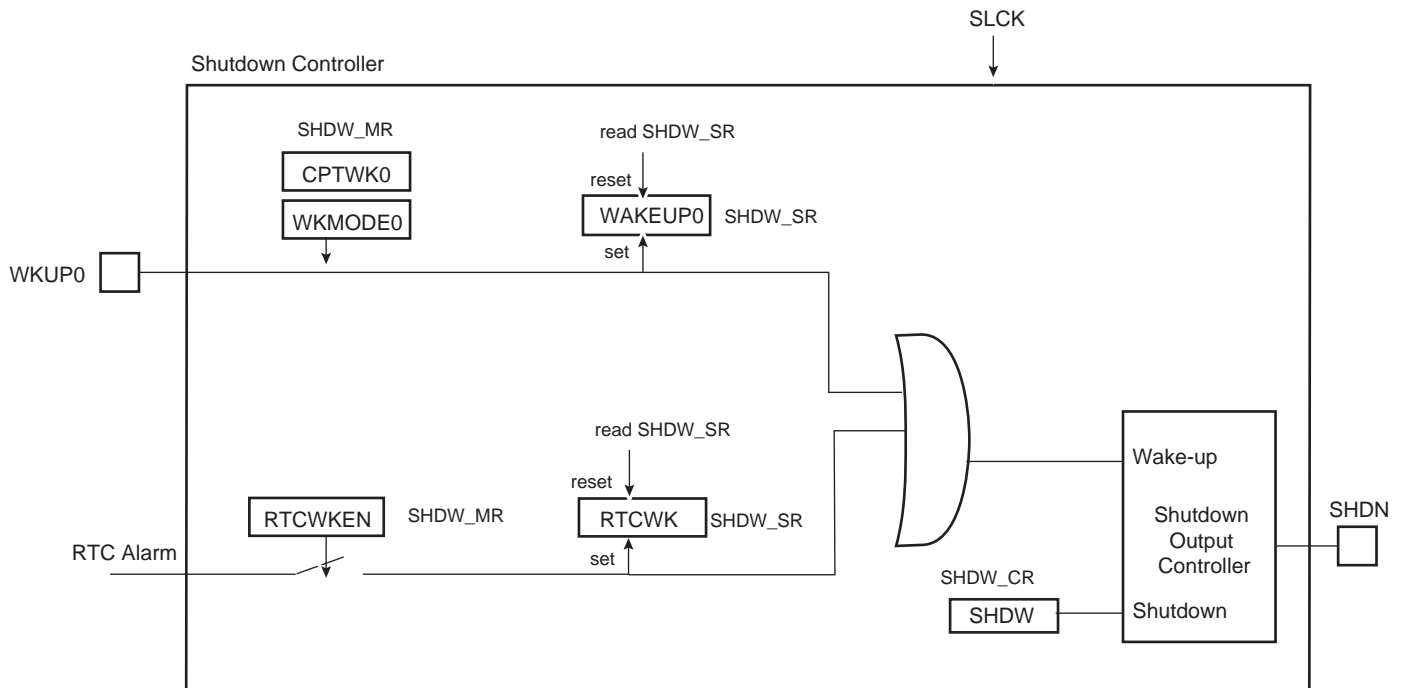 SLCK
Shutdown Controller
SHDW_MR
read SHDW_SR
CPTWK0
reset
WKMODE0
WAKEUP0
SHDW_SR
set
WKUP0
read SHDW_SR
Wake-up
reset
RTCWKEN
SHDW_MR
RTCWK
SHDW_SR
SHDN
Shutdown
Output
Controller
RTC Alarm
set
SHDW_CR
SHDW
Shutdown